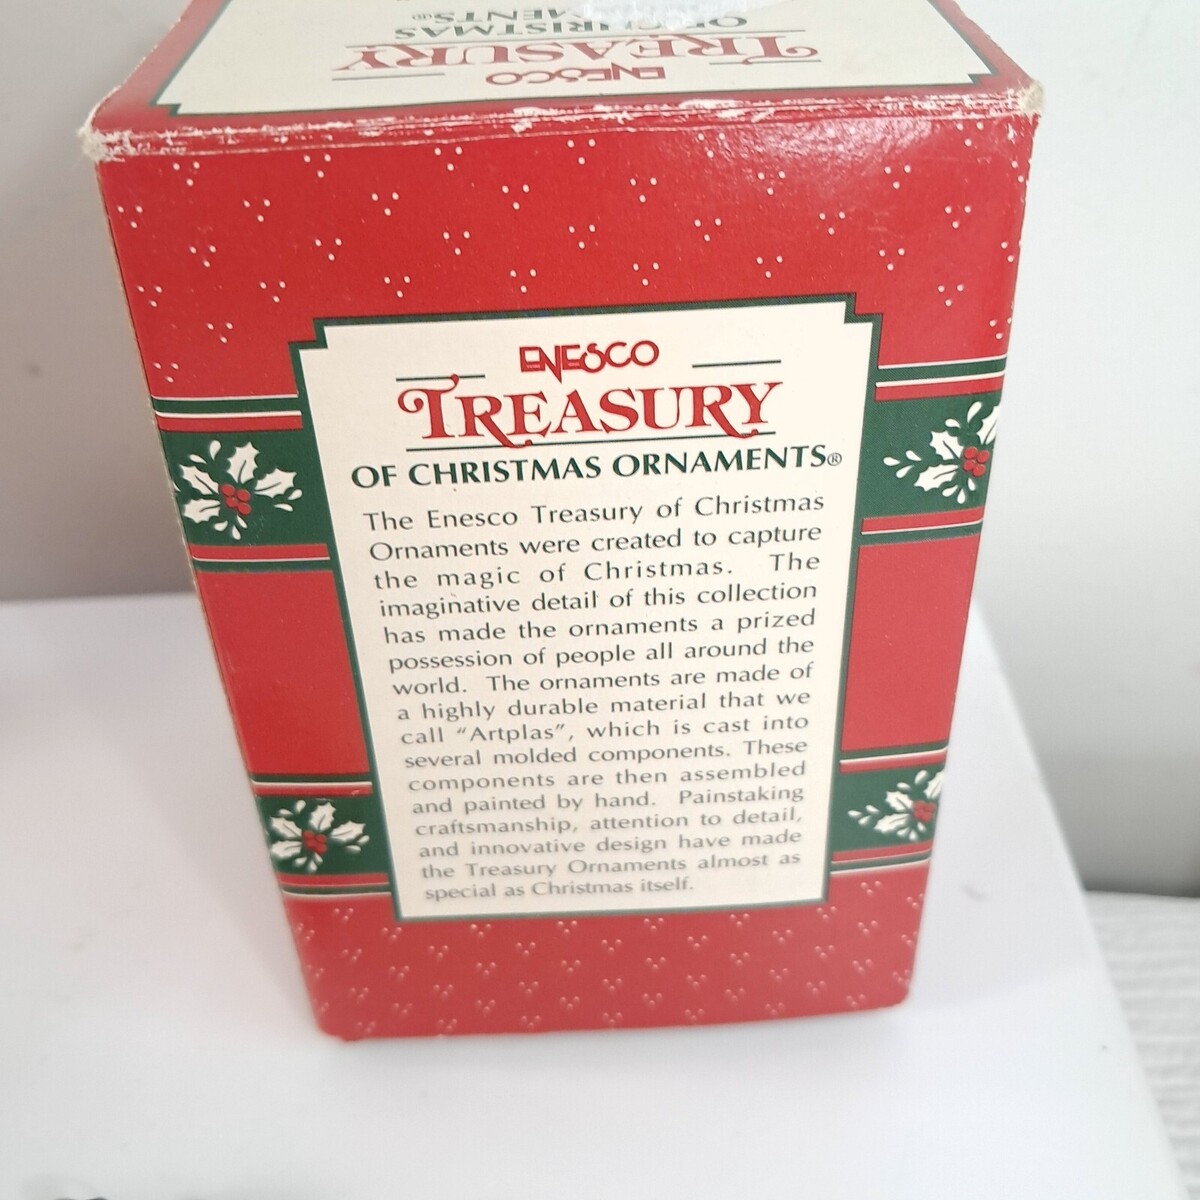 ENESCO
TREASURY
OF CHRISTMAS
ENESCO
TREASURY
OF CHRISTMAS ORNAMENTS®
The Enesco Treasury of Christmas
Ornaments were created to capture
the magic of Christmas. The
imaginative detail of this collection
has made the ornaments a prized
possession of people all around the
world. The ornaments are made of
a highly durable material that we
call "Artplas", which is cast into
several molded components. These
components are then assembled
and painted by hand. Painstaking
craftsmanship, attention to detail,
and innovative design have made
the Treasury Ornaments almost as
special as Christmas itself.